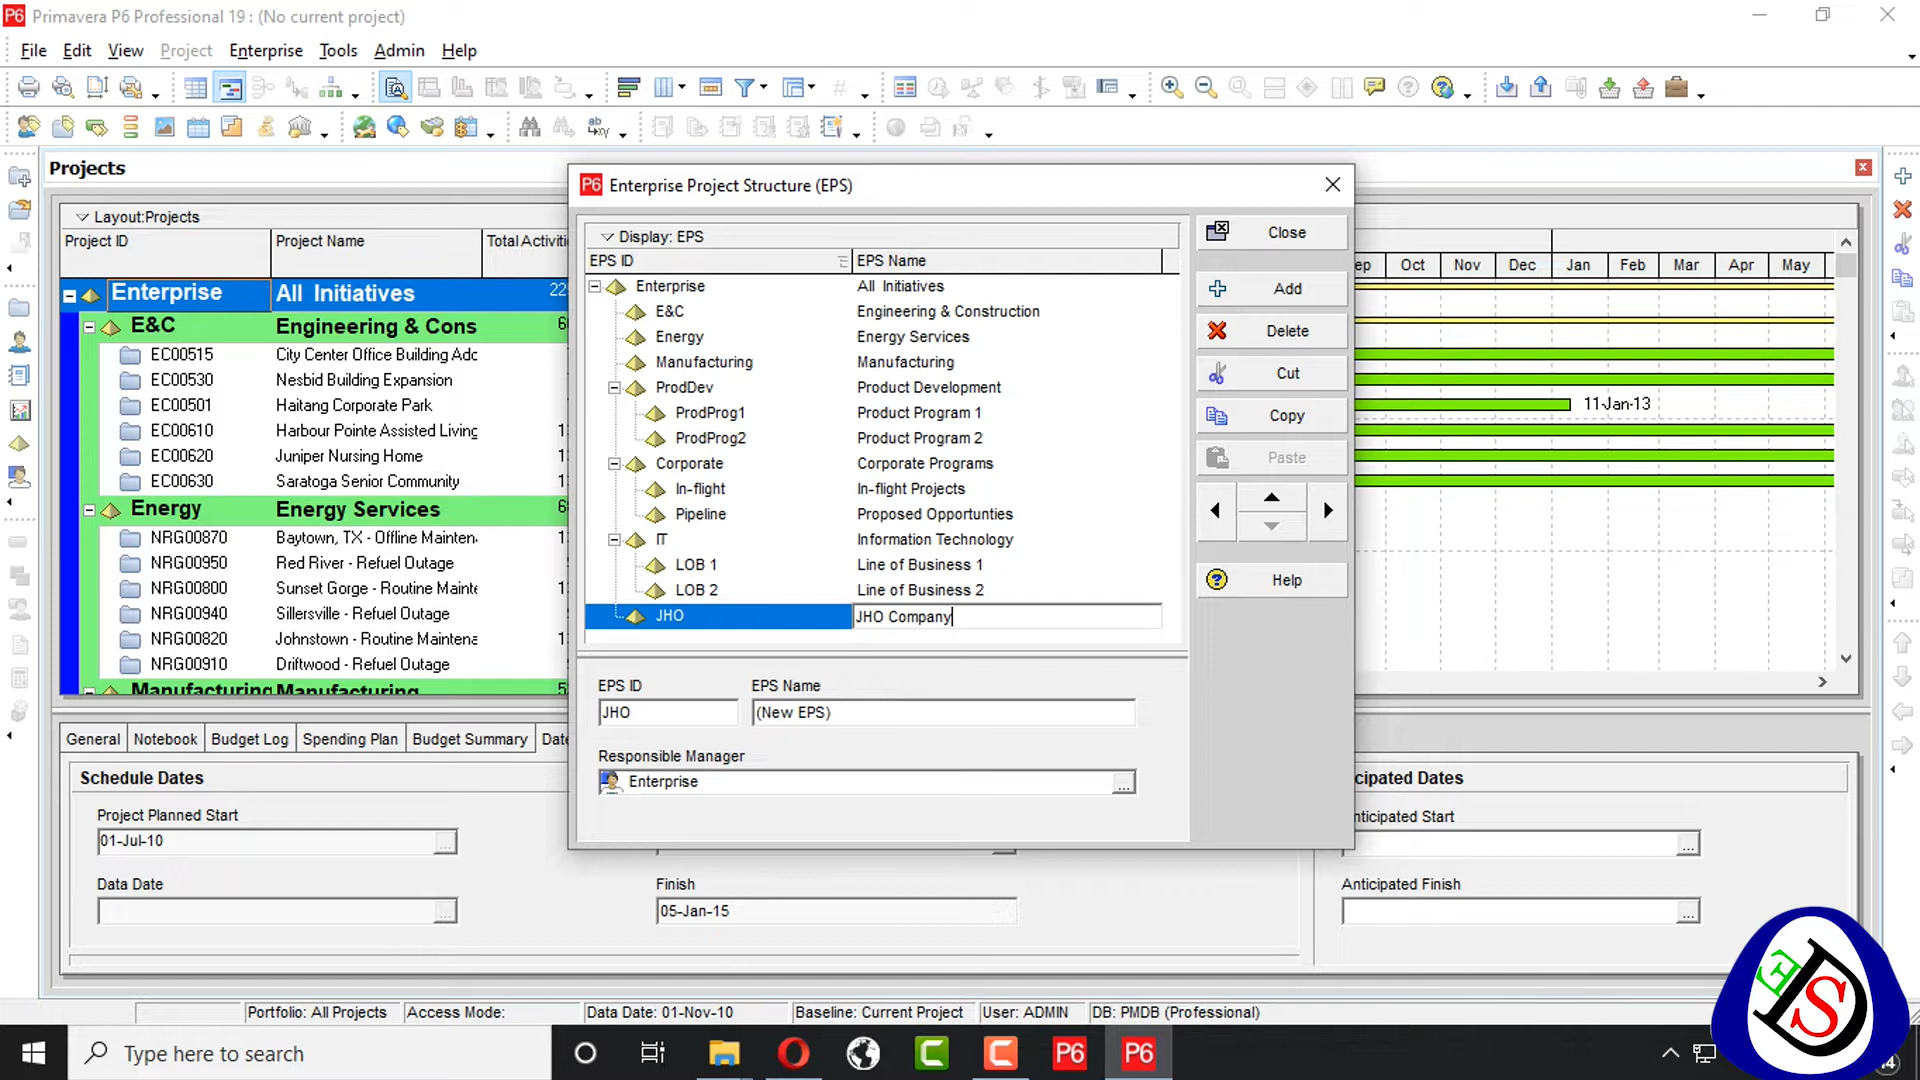 P6 Primavera P6 Professional 19 : (No current project)
File Edit View Project Enterprise Tools Admin Help
Projects
Layout:Projects
Project ID Project Name Total Activiti
Enterprise All Initiatives 22
E&C Engineering & Cons 6
EC00515 City Center Office Building Adc
EC00530 Nesbid Building Expansion
EC00501 Haitang Corporate Park
EC00610 Harbour Pointe Assisted Living
EC00620 Juniper Nursing Home
EC00630 Saratoga Senior Community
Energy Energy Services 6
NRG00870 Baytown, TX - Offline Mainten
NRG00950 Red River - Refuel Outage
NRG00800 Sunset Gorge - Routine Mainte
NRG00940 Sillersville - Refuel Outage
NRG00820 Johnstown - Routine Maintena
NRG00910 Driftwood - Refuel Outage
Manufacturing Manufacturing 5
P6 Enterprise Project Structure (EPS)
Display: EPS
EPS ID EPS Name
Enterprise All Initiatives
E&C Engineering & Construction
Energy Energy Services
Manufacturing Manufacturing
ProdDev Product Development
ProdProg1 Product Program 1
ProdProg2 Product Program 2
Corporate Corporate Programs
In-flight In-flight Projects
Pipeline Proposed Opportunties
IT Information Technology
LOB 1 Line of Business 1
LOB 2 Line of Business 2
JHO JHO Company
EPS ID EPS Name
JHO (New EPS)
Responsible Manager
Enterprise ...
Close
Add
Delete
Cut
Copy
Paste
Help
ep Oct Nov Dec Jan Feb Mar Apr May
11-Jan-13
General Notebook Budget Log Spending Plan Budget Summary Date
Schedule Dates
Project Planned Start
01-Jul-10
Data Date
Finish
05-Jan-15
cipated Dates
nticipated Start
Anticipated Finish
Portfolio: All Projects Access Mode: Data Date: 01-Nov-10 Baseline: Current Project User: ADMIN DB: PMDB (Professional)
Type here to search
P6 P6
E D S